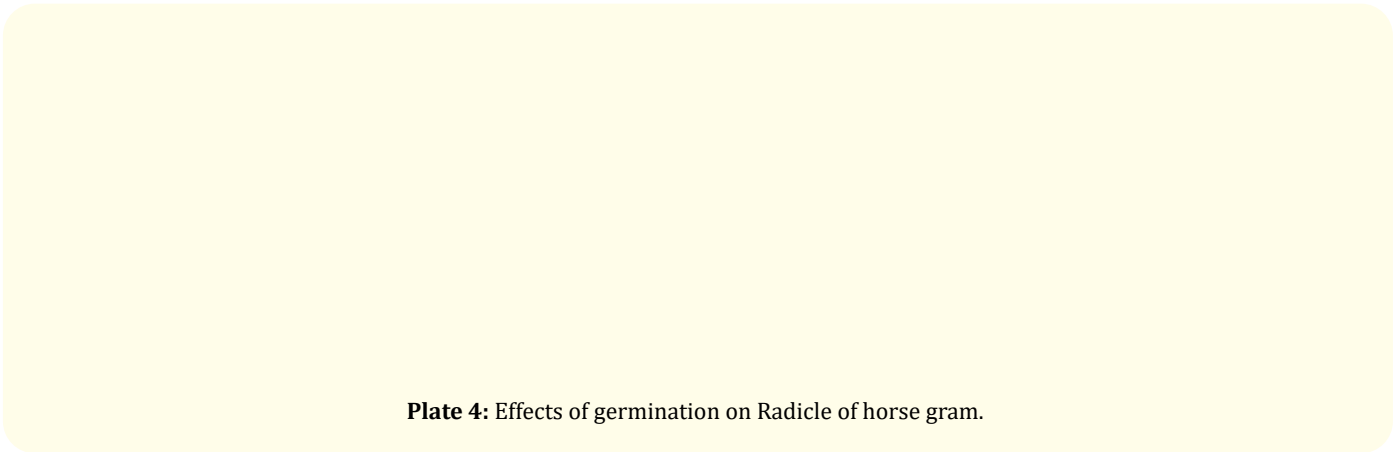 Plate 4: Effects of germination on Radicle of horse gram.